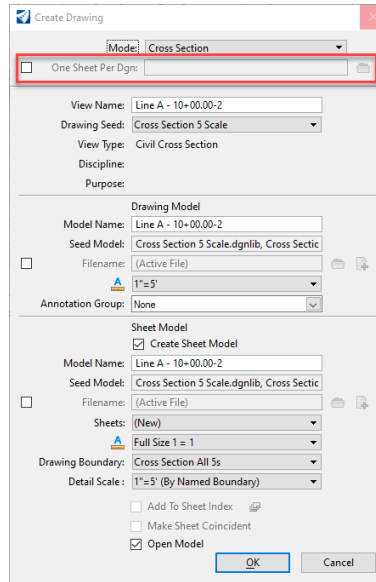 Create Drawing
Mode: Cross Section
One Sheet Per Dgn:
View Name: Line A - 10+00.00-2
Drawing Seed: Cross Section 5 Scale
View Type: Civil Cross Section
Discipline:
Purpose:
Drawing Model
Model Name: Line A - 10+00.00-2
Seed Model: Cross Section 5 Scale.dgnlib, Cross Sectic
Filename: (Active File)
1"=5'
Annotation Group: None
Sheet Model
Create Sheet Model
Model Name: Line A - 10+00.00-2
Seed Model: Cross Section 5 Scale.dgnlib, Cross Sectic
Filename: (Active File)
Sheets: (New)
A Full Size 1 = 1
Drawing Boundary: Cross Section All 5s
Detail Scale : 1"=5' (By Named Boundary)
Add To Sheet Index
Make Sheet Coincident
Open Model
OK Cancel